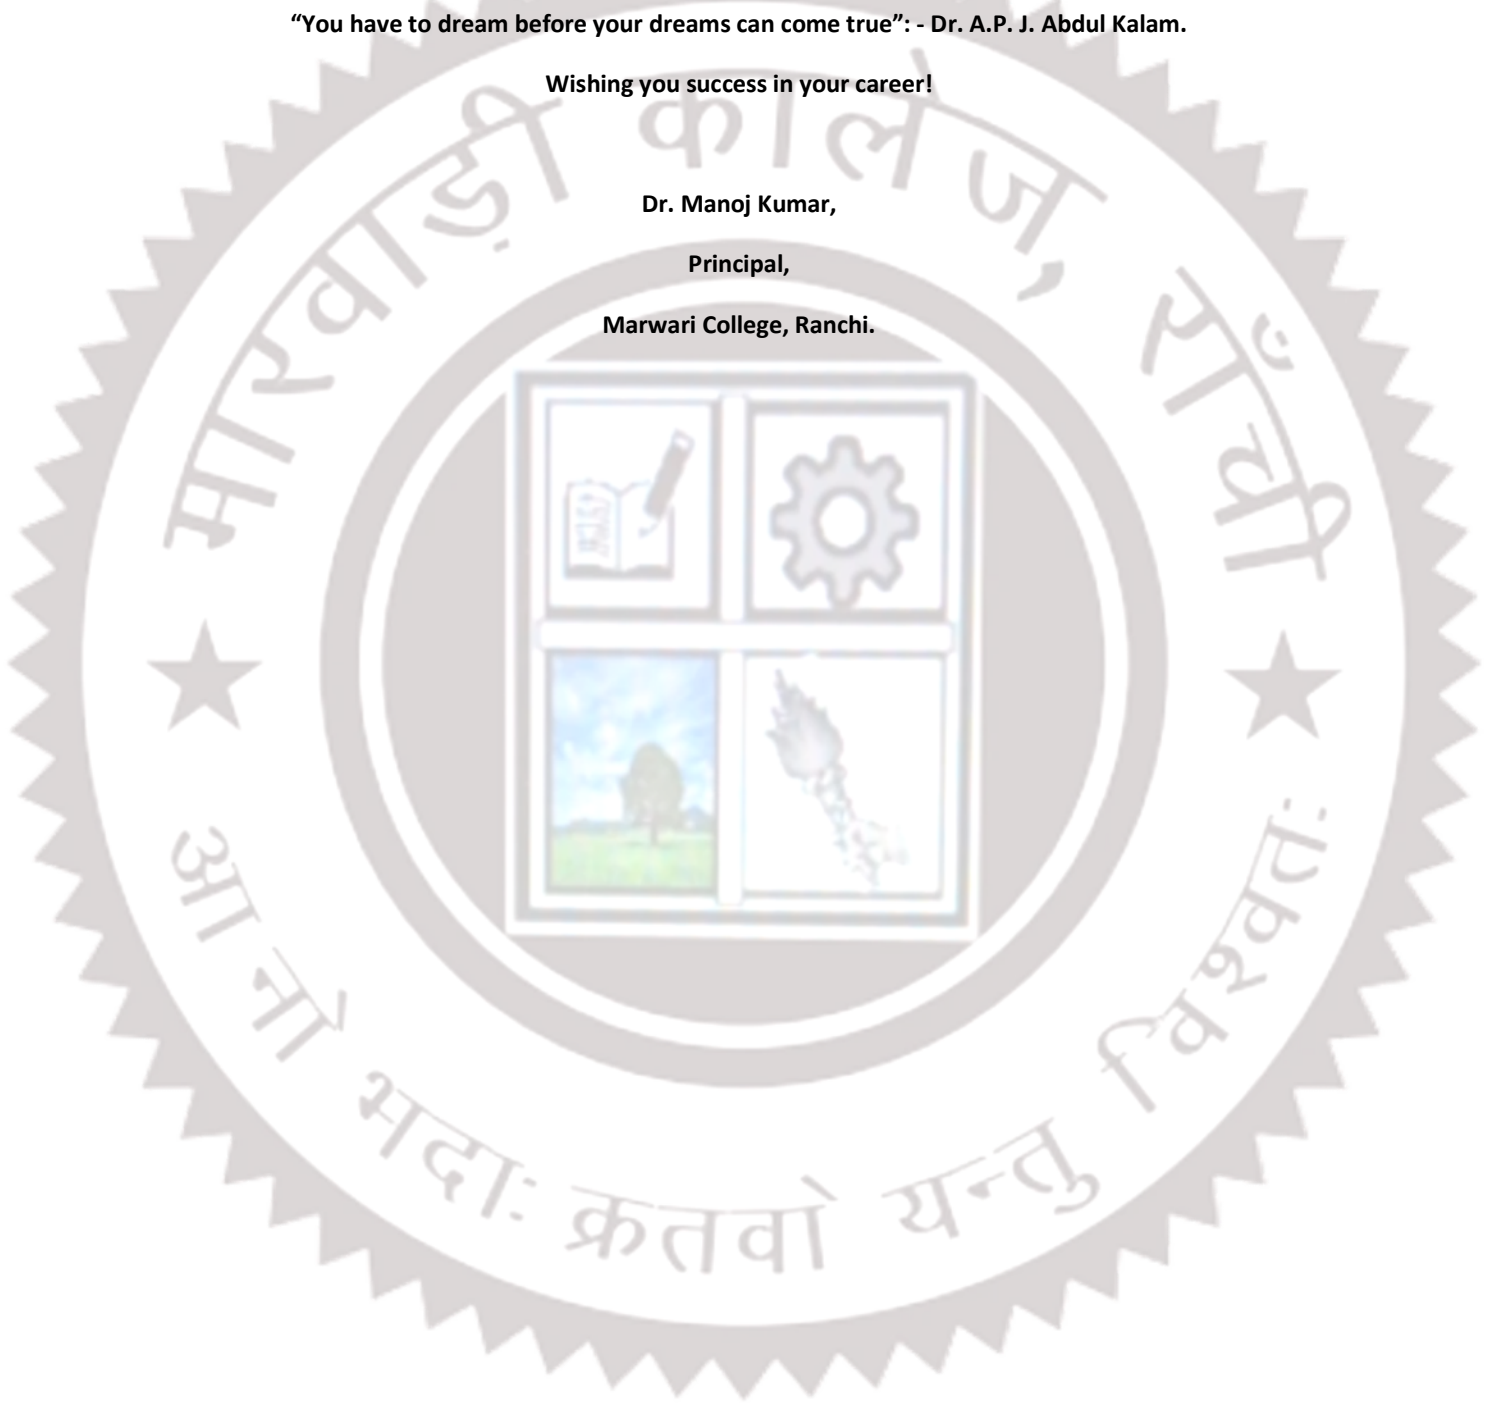 “You have to dream before your dreams can come true”: - Dr. A.P. J. Abdul Kalam.
Wishing you success in your career!
Dr. Manoj Kumar,
Principal,
Marwari College, Ranchi.
मारवाड़ी कालेज, राँची
आ नो भदाः क्रतवो यन्तु विश्वतः